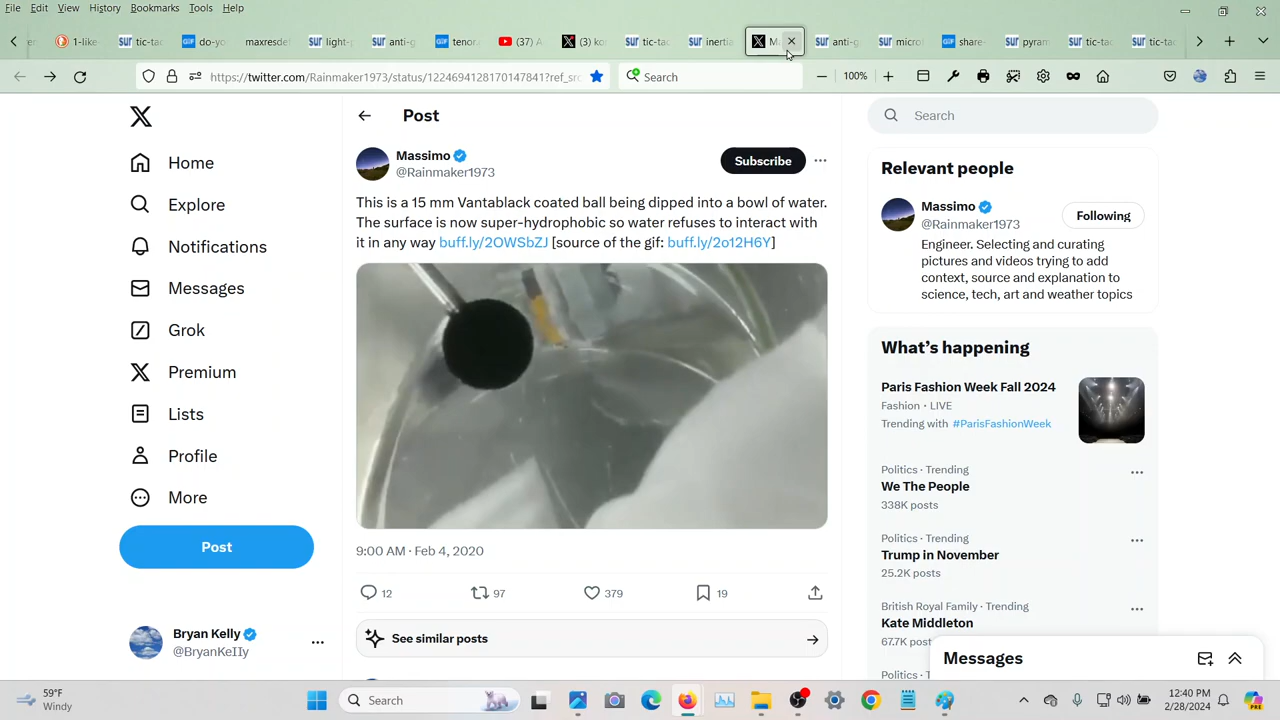 File Edit View History Bookmarks Tools Help
1-like
tic-tac
do-yo
maxresdef
light-p
anti-g
tenora
(37) A
(3) ko
tic-tac
inertia
M
anti-g
microf
share-
pyram
tic-tac
tic-tac
https://twitter.com/Rainmaker1973/status/1224694128170147841?ref_src
Search
100%
Post
Search
Home
Explore
Notifications
Messages
Grok
Premium
Lists
Profile
More
Post
Bryan Kelly
@BryanKeIIy
Massimo
@Rainmaker1973
Subscribe
This is a 15 mm Vantablack coated ball being dipped into a bowl of water.
The surface is now super-hydrophobic so water refuses to interact with
it in any way buff.ly/2OWSbZJ [source of the gif: buff.ly/2o12H6Y]
9:00 AM · Feb 4, 2020
12 97 379 19
See similar posts
Relevant people
Massimo
@Rainmaker1973
Following
Engineer. Selecting and curating
pictures and videos trying to add
context, source and explanation to
science, tech, art and weather topics
What's happening
Paris Fashion Week Fall 2024
Fashion · LIVE
Trending with #ParisFashionWeek
Politics · Trending
We The People
338K posts
Politics · Trending
Trump in November
25.2K posts
British Royal Family · Trending
Kate Middleton
67.7K post
Politics · T
Messages
59°F
Windy
Search
12:40 PM
2/28/2024